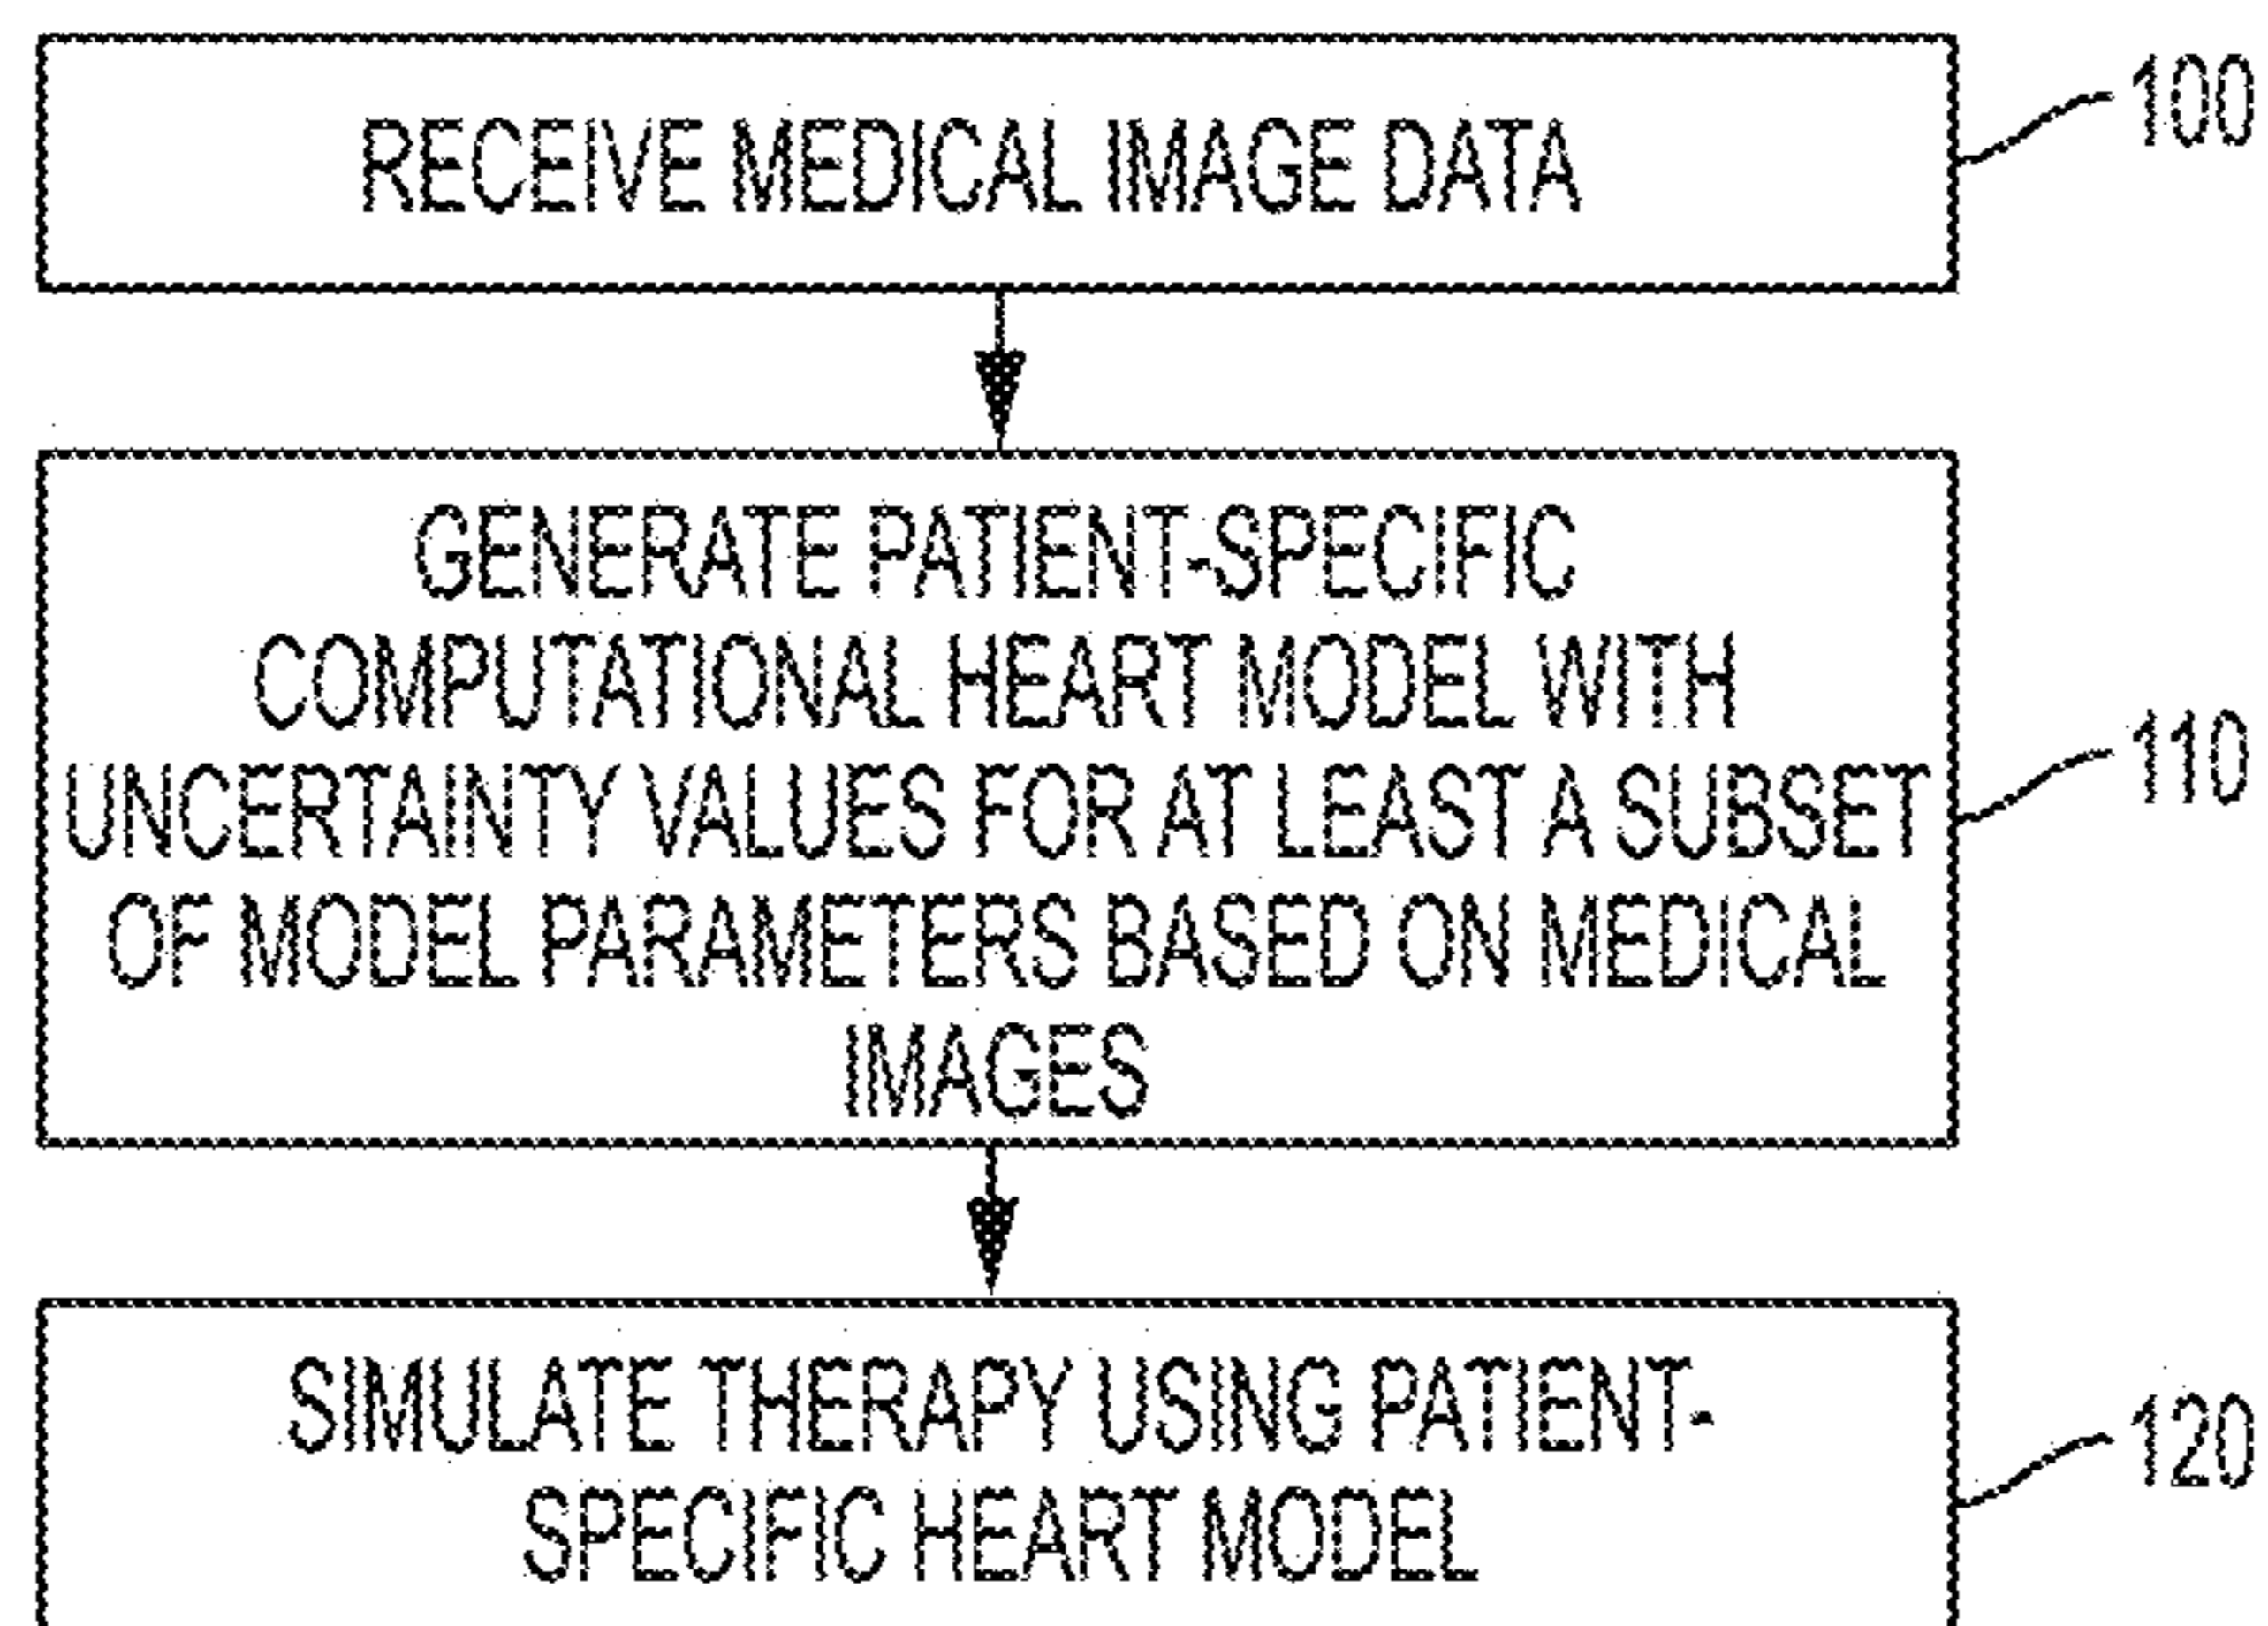 RECEIVE MEDICAL IMAGE DATA
100
GENERATE PATIENT-SPECIFIC
COMPUTATIONAL HEART MODEL WITH
UNCERTAINTY VALUES FOR AT LEAST A SUBSET
OF MODEL PARAMETERS BASED ON MEDICAL
IMAGES
110
SIMULATE THERAPY USING PATIENT-
SPECIFIC HEART MODEL
120